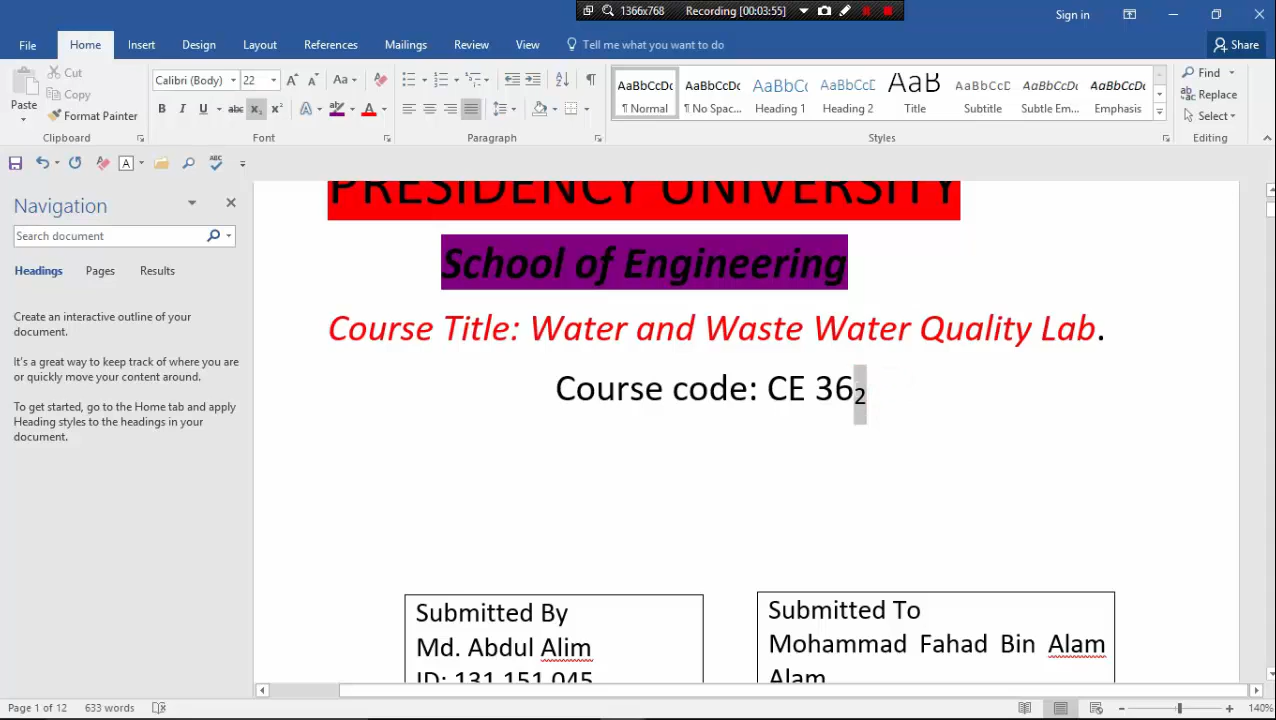 1366x768 Recording [00:03:55]
Sign in
File Home Insert Design Layout References Mailings Review View Tell me what you want to do Share
Paste
Cut
Copy
Format Painter
Clipboard
Calibri (Body) 22
Font
Paragraph
AaBbCcDc ¶ Normal
AaBbCcDc ¶ No Spac...
AaBbCc Heading 1
AaBbCcD Heading 2
AaB Title
AaBbCcD Subtitle
AaBbCcDc Subtle Em...
AaBbCcDc Emphasis
Styles
Find
Replace
Select
Editing
Navigation
Search document
Headings Pages Results
Create an interactive outline of your
document.
It's a great way to keep track of where you are
or quickly move your content around.
To get started, go to the Home tab and apply
Heading styles to the headings in your
document.
PRESIDENCY UNIVERSITY
School of Engineering
Course Title: Water and Waste Water Quality Lab.
Course code: CE 362
Submitted By
Md. Abdul Alim
ID: 131 151 045
Submitted To
Mohammad Fahad Bin Alam
Alam
Page 1 of 12 633 words
140%